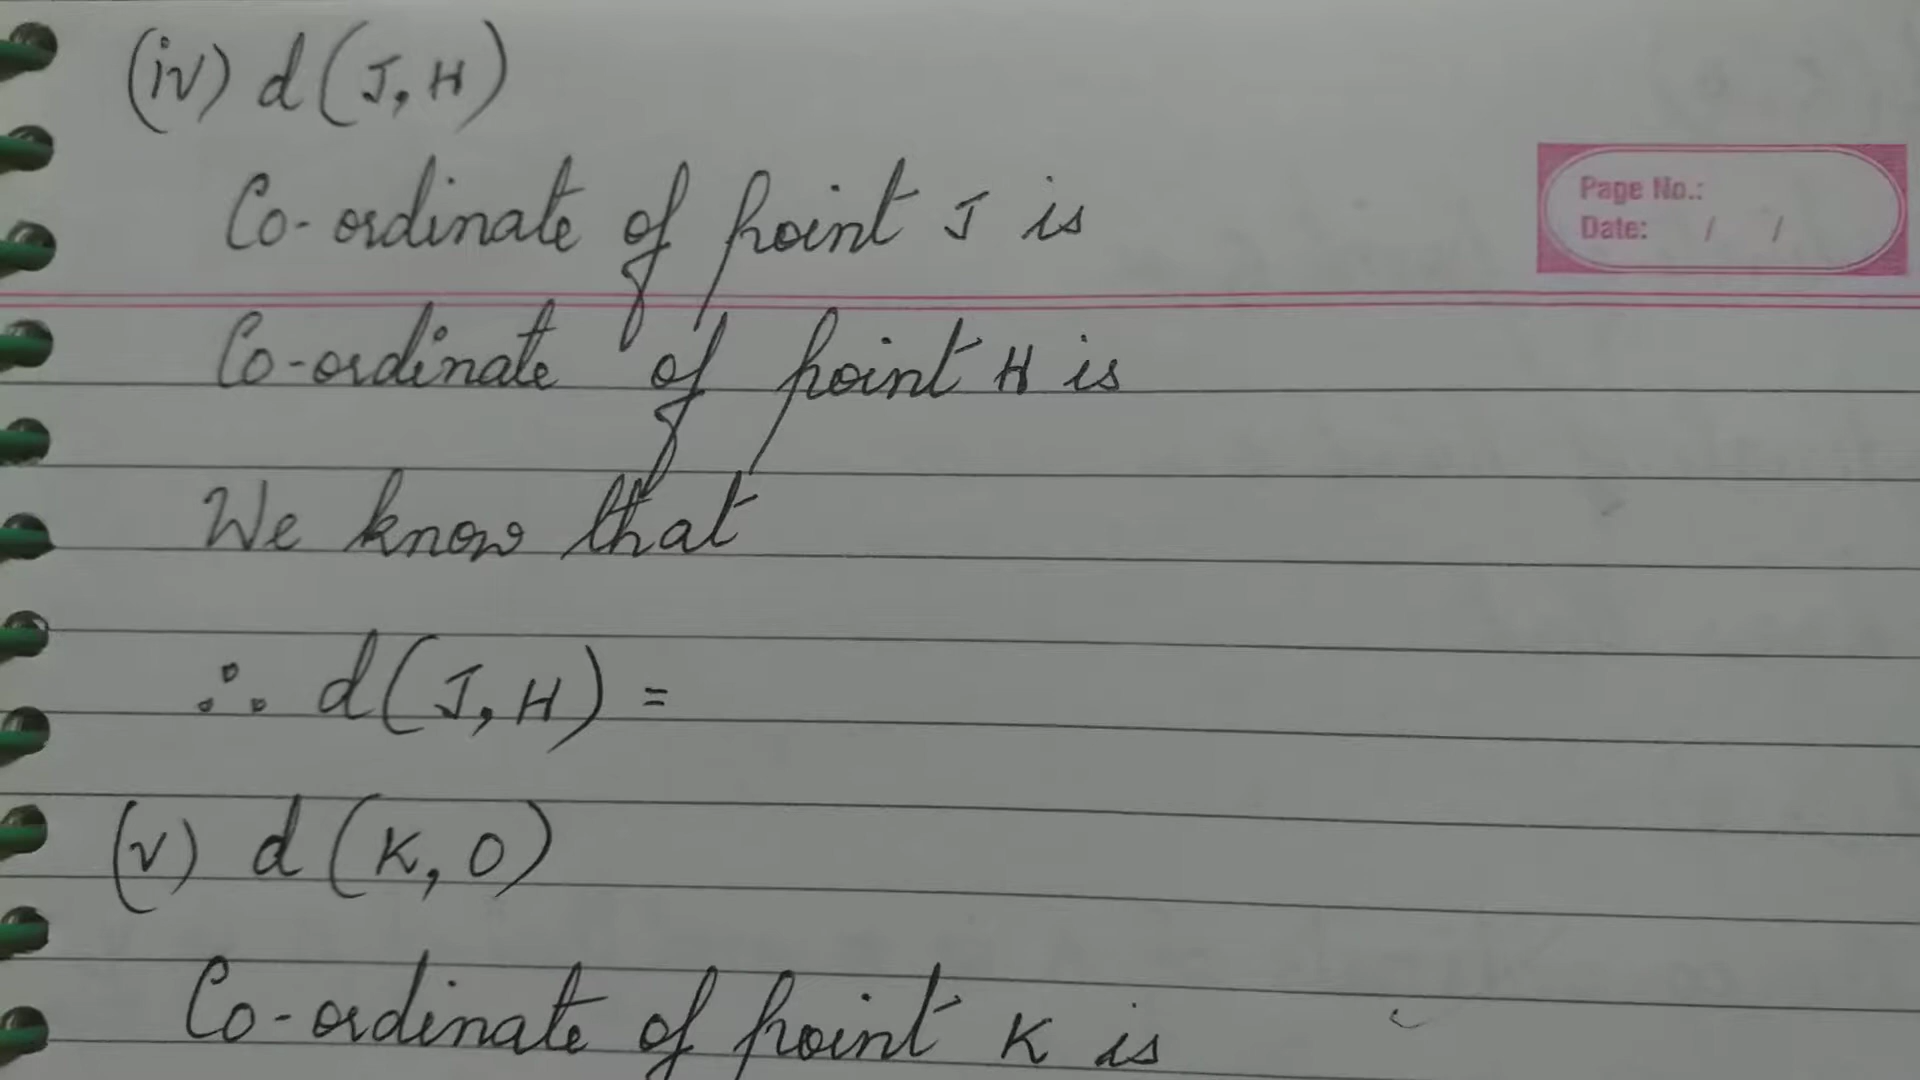 (iv) d(J,H)
Co-ordinate of point J is
Page No.:
Date: / /
Co-ordinate of point H is
We know that
∴ d(J,H) =
(v) d(K,O)
Co-ordinate of point K is